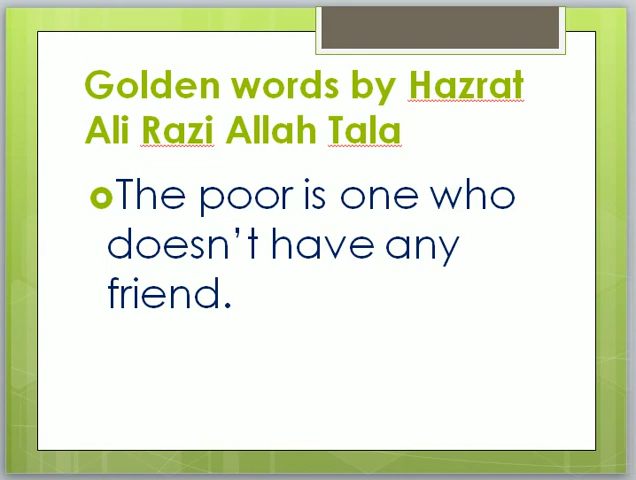 Golden words by Hazrat
Ali Razi Allah Tala
The poor is one who
doesn't have any
friend.